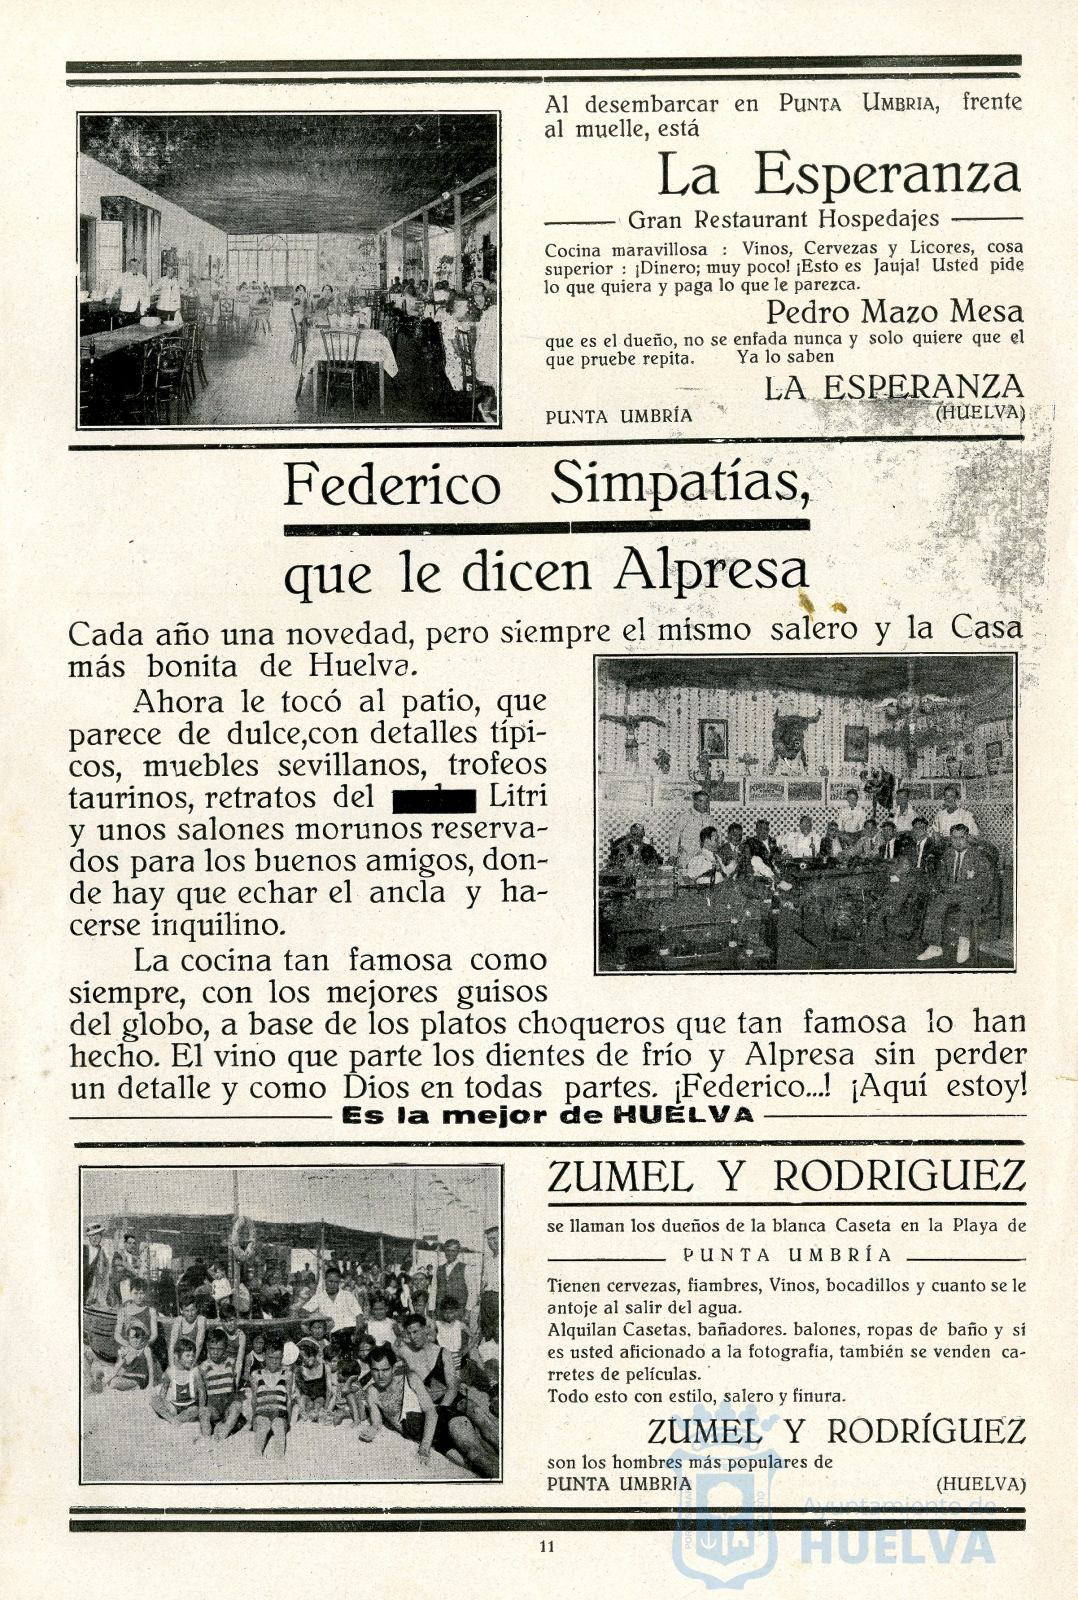 Al desembarcar en PUNTA UMBRIA, frente
al muelle, está
La Esperanza
Gran Restaurant Hospedajes
Cocina maravillosa : Vinos, Cervezas y Licores, cosa
superior : ¡Dinero; muy poco! ¡Esto es Jauja! Usted pide
lo que quiera y paga lo que le parezca.
Pedro Mazo Mesa
que es el dueño, no se enfada nunca y solo quiere que el
que pruebe repita. Ya lo saben
LA ESPERANZA
PUNTA UMBRÍA (HUELVA)
Federico Simpatías,
que le dicen Alpresa
Cada año una novedad, pero siempre el mismo salero y la Casa
más bonita de Huelva.
Ahora le tocó al patio, que
parece de dulce,con detalles típi-
cos, muebles sevillanos, trofeos
taurinos, retratos del Litri
y unos salones morunos reserva-
dos para los buenos amigos, don-
de hay que echar el ancla y ha-
cerse inquilino.
La cocina tan famosa como
siempre, con los mejores guisos
del globo, a base de los platos choqueros que tan famosa lo han
hecho. El vino que parte los dientes de frío y Alpresa sin perder
un detalle y como Dios en todas partes. ¡Federico...! ¡Aquí estoy!
Es la mejor de HUELVA
ZUMEL Y RODRIGUEZ
se llaman los dueños de la blanca Caseta en la Playa de
PUNTA UMBRÍA
Tienen cervezas, fiambres, Vinos, bocadillos y cuanto se le
antoje al salir del agua.
Alquilan Casetas, bañadores. balones, ropas de baño y si
es usted aficionado a la fotografía, también se venden ca-
rretes de películas.
Todo esto con estilo, salero y finura.
ZUMEL Y RODRÍGUEZ
son los hombres más populares de
PUNTA UMBRIA (HUELVA)
Ayuntamiento de
HUELVA
11